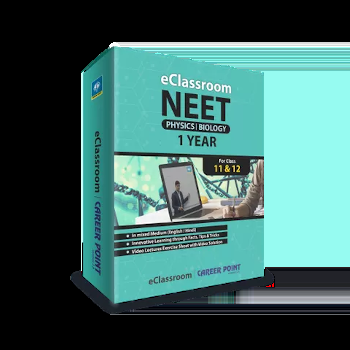 eClassroom
NEET
PHYSICS | BIOLOGY
1 YEAR
For Class
11 & 12
• In mixed Medium (English / Hindi)
• Innovative Learning through Facts, Tips & Tricks
• Video Lectures/Exercise Sheet with Video Solution
eClassroom CAREER POINT
eClassroom CAREER POINT